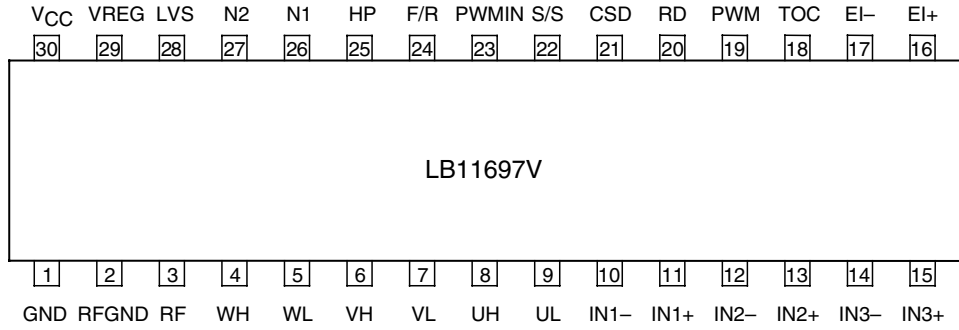 VCC VREG LVS N2 N1 HP F/R PWMIN S/S CSD RD PWM TOC EI– EI+
30 29 28 27 26 25 24 23 22 21 20 19 18 17 16
LB11697V
1 2 3 4 5 6 7 8 9 10 11 12 13 14 15
GND RFGND RF WH WL VH VL UH UL IN1– IN1+ IN2– IN2+ IN3– IN3+